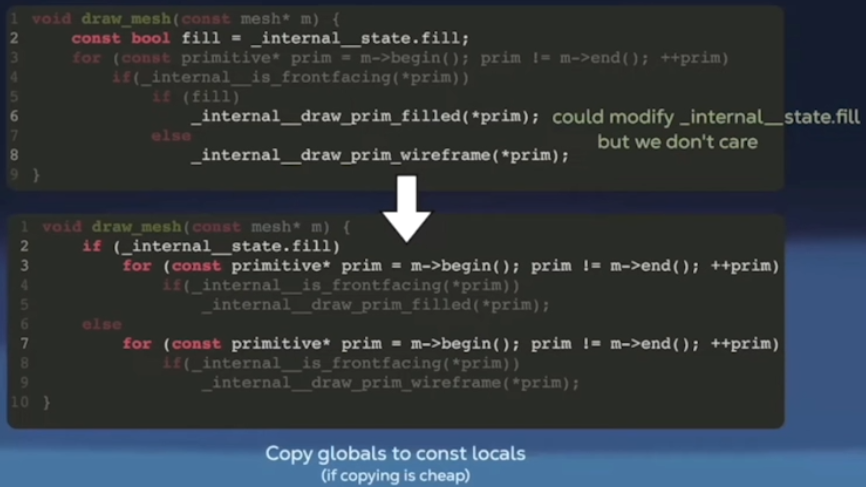 1 void draw_mesh(const mesh* m) {
2 const bool fill = _internal__state.fill;
3 for (const primitive* prim = m->begin(); prim != m->end(); ++prim)
4 if(_internal__is_frontfacing(*prim))
5 if (fill)
6 _internal__draw_prim_filled(*prim); could modify _internal__state.fill
7 else but we don't care
8 _internal__draw_prim_wireframe(*prim);
9 }
1 void draw_mesh(const mesh* m) {
2 if (_internal__state.fill)
3 for (const primitive* prim = m->begin(); prim != m->end(); ++prim)
4 if(_internal__is_frontfacing(*prim))
5 _internal__draw_prim_filled(*prim);
6 else
7 for (const primitive* prim = m->begin(); prim != m->end(); ++prim)
8 if(_internal__is_frontfacing(*prim))
9 _internal__draw_prim_wireframe(*prim);
10 }
Copy globals to const locals
(if copying is cheap)